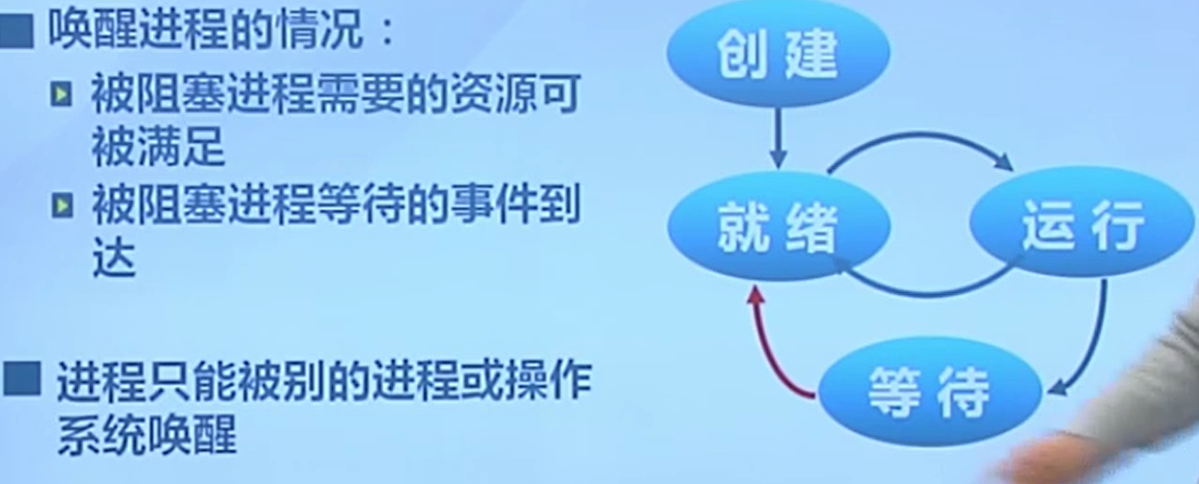 唤醒进程的情况：
被阻塞进程需要的资源可
被满足
被阻塞进程等待的事件到
达
进程只能被别的进程或操作
系统唤醒
创建
就绪
运行
等待